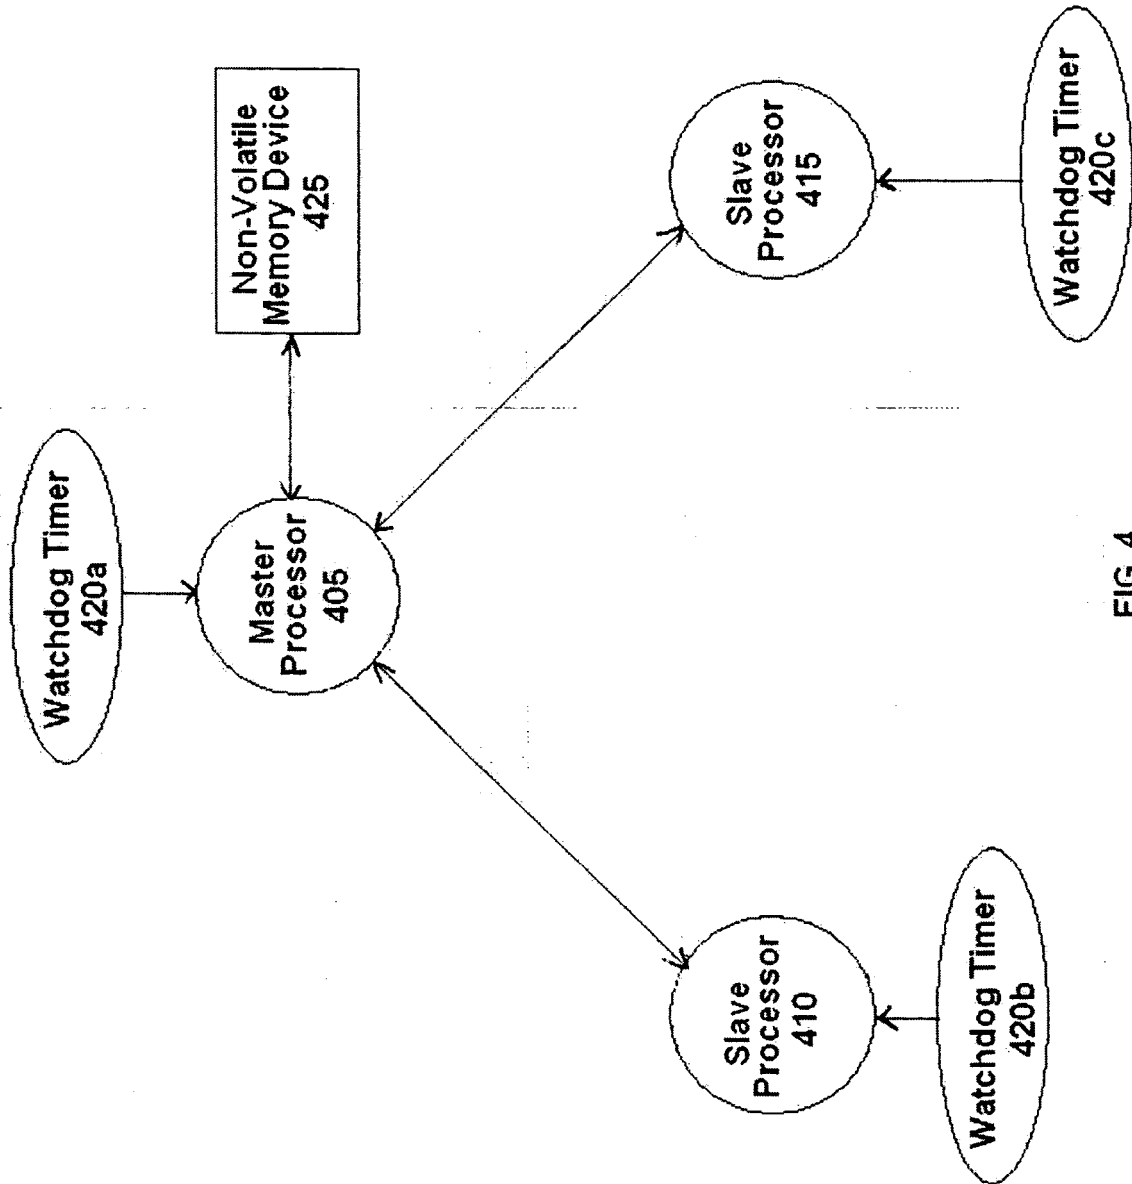 Watchdog Timer
420a
Non-Volatile
Memory Device
425
Master
Processor
405
Slave
Processor
410
Slave
Processor
415
Watchdog Timer
420b
Watchdog Timer
420c
FIG. 4